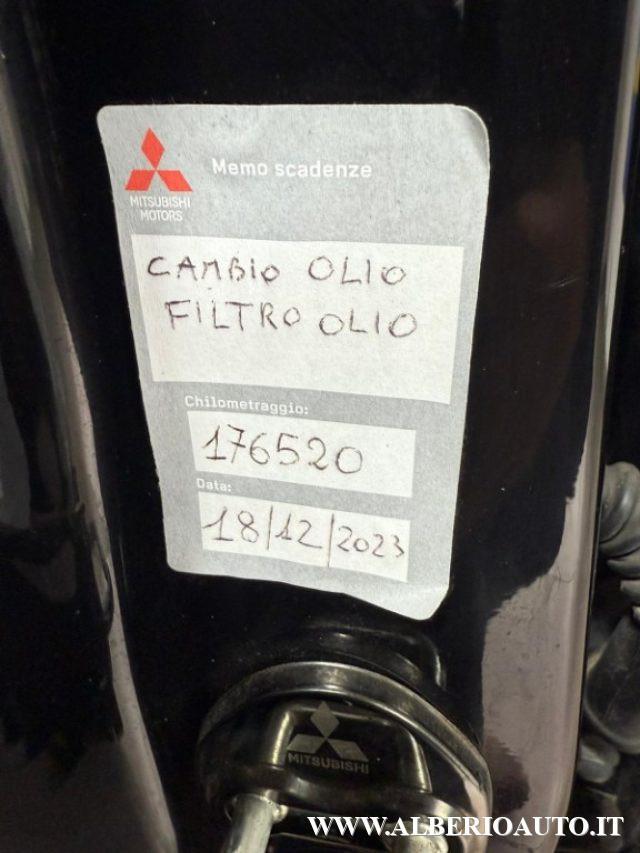 Memo scadenze
MITSUBISHI
MOTORS
CAMBIO OLIO
FILTRO OLIO
Chilometraggio:
176520
Data:
18/12/2023
MITSUBISHI
WWW.ALBERIOAUTO.IT